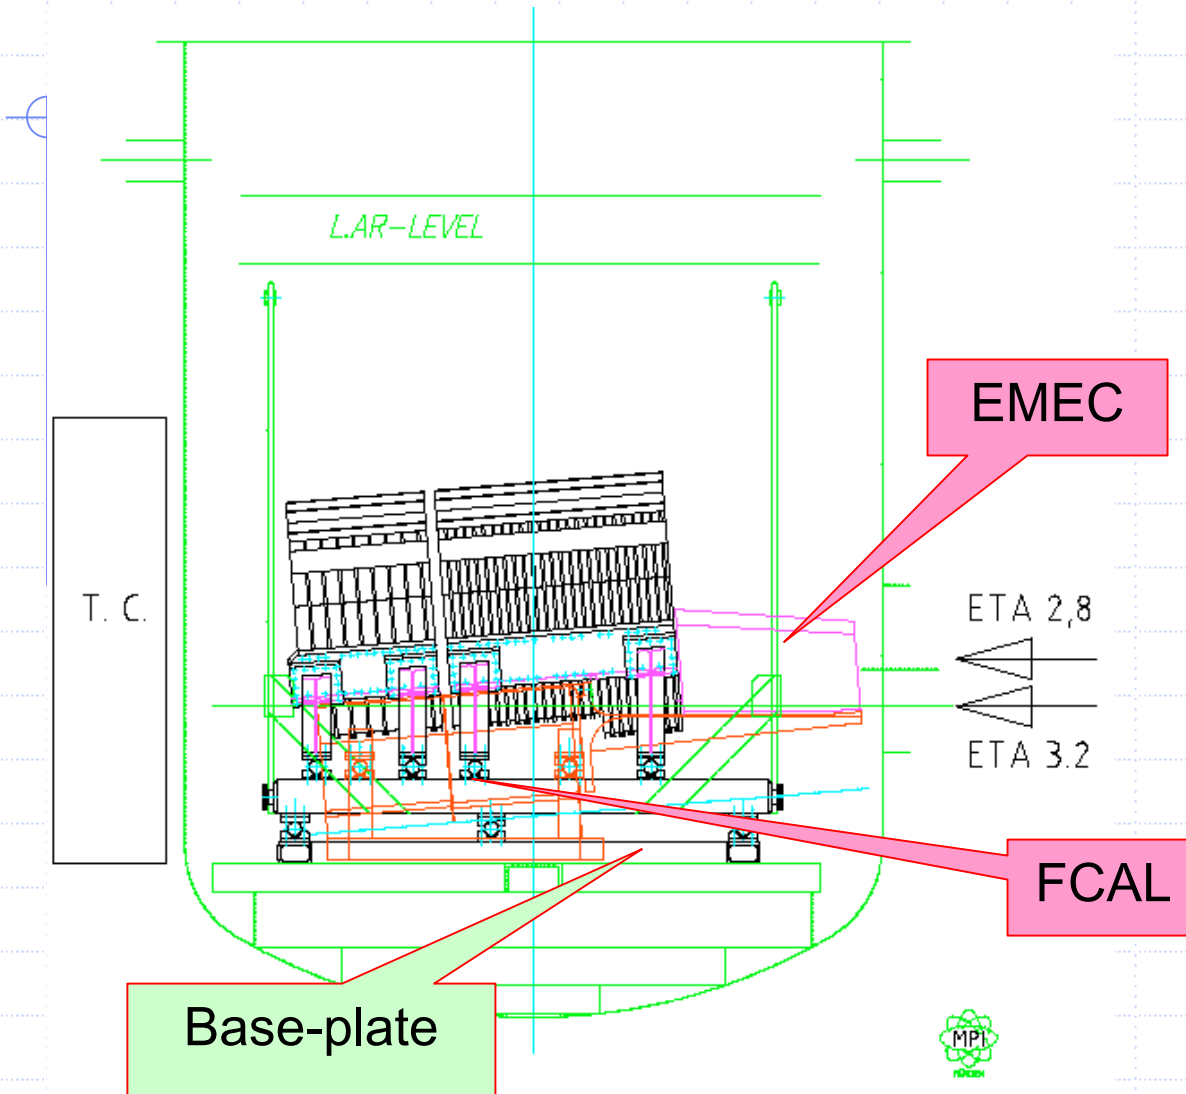 L.AR-LEVEL
EMEC
T. C.
ETA 2,8
ETA 3.2
FCAL
Base-plate
MPI